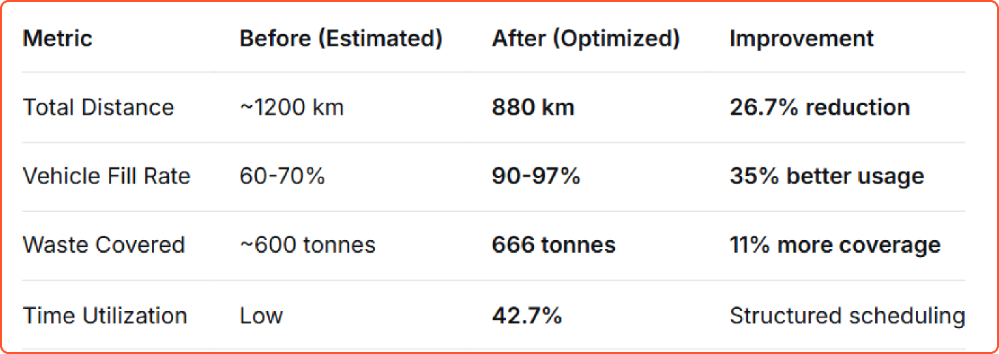 Metric Before (Estimated) After (Optimized) Improvement
Total Distance ~1200 km 880 km 26.7% reduction
Vehicle Fill Rate 60-70% 90-97% 35% better usage
Waste Covered ~600 tonnes 666 tonnes 11% more coverage
Time Utilization Low 42.7% Structured scheduling